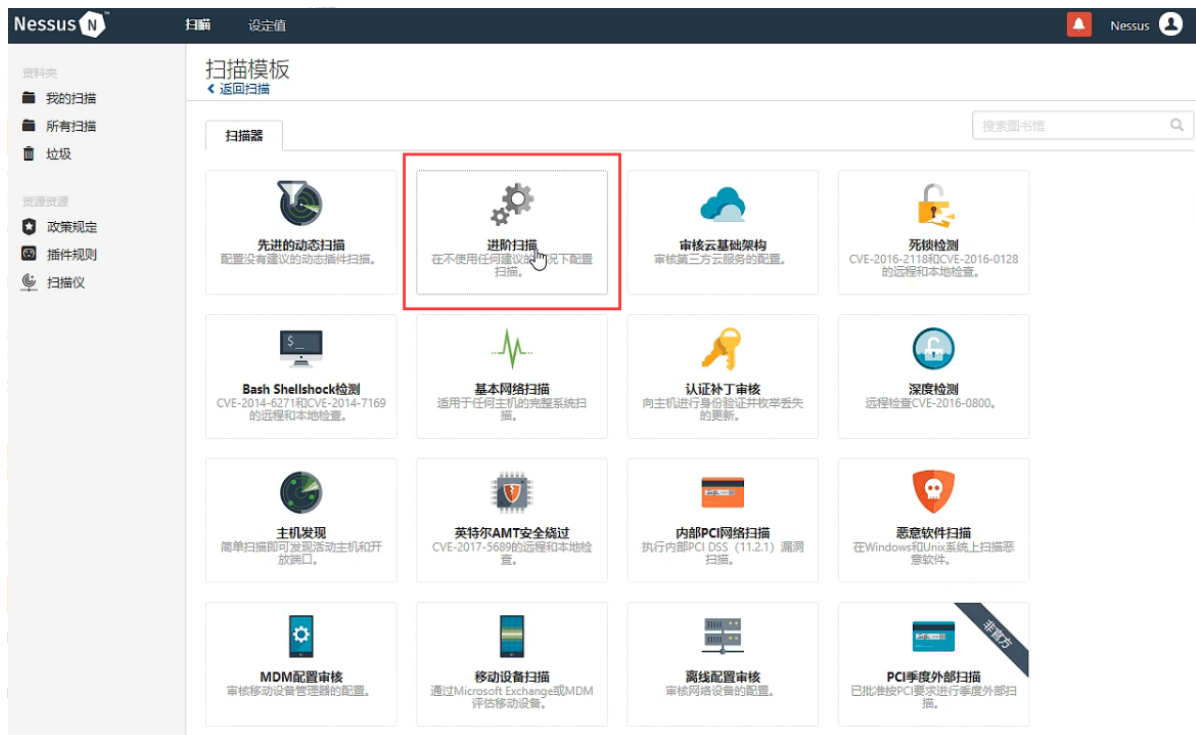 Nessus N ™
扫瞄
设定值
Nessus
资料夹
我的扫描
所有扫描
垃圾
资源资源
政策规定
插件规则
扫描仪
扫描模板
返回扫描
扫描器
搜索图书馆
先进的动态扫描
配置没有建议的动态插件扫描。
进阶扫描
在不使用任何建议的情况下配置
扫描。
审核云基础架构
审核第三方云服务的配置。
死锁检测
CVE-2016-2118和CVE-2016-0128
的远程和本地检查。
$_
Bash Shellshock检测
CVE-2014-6271和CVE-2014-7169
的远程和本地检查。
基本网络扫描
适用于任何主机的完整系统扫
描。
认证补丁审核
向主机进行身份验证并枚举丢失
的更新。
深度检测
远程检查CVE-2016-0800。
主机发现
简单扫描即可发现活动主机和开
放端口。
英特尔AMT安全绕过
CVE-2017-5689的远程和本地检
查。
内部PCI网络扫描
执行内部PCI DSS（11.2.1）漏洞
扫描。
恶意软件扫描
在Windows和Unix系统上扫描恶
意软件。
MDM配置审核
审核移动设备管理器的配置。
移动设备扫描
通过Microsoft Exchange或MDM
评估移动设备。
离线配置审核
审核网络设备的配置。
非官方
PCI季度外部扫描
已批准按PCI要求进行季度外部扫
描。